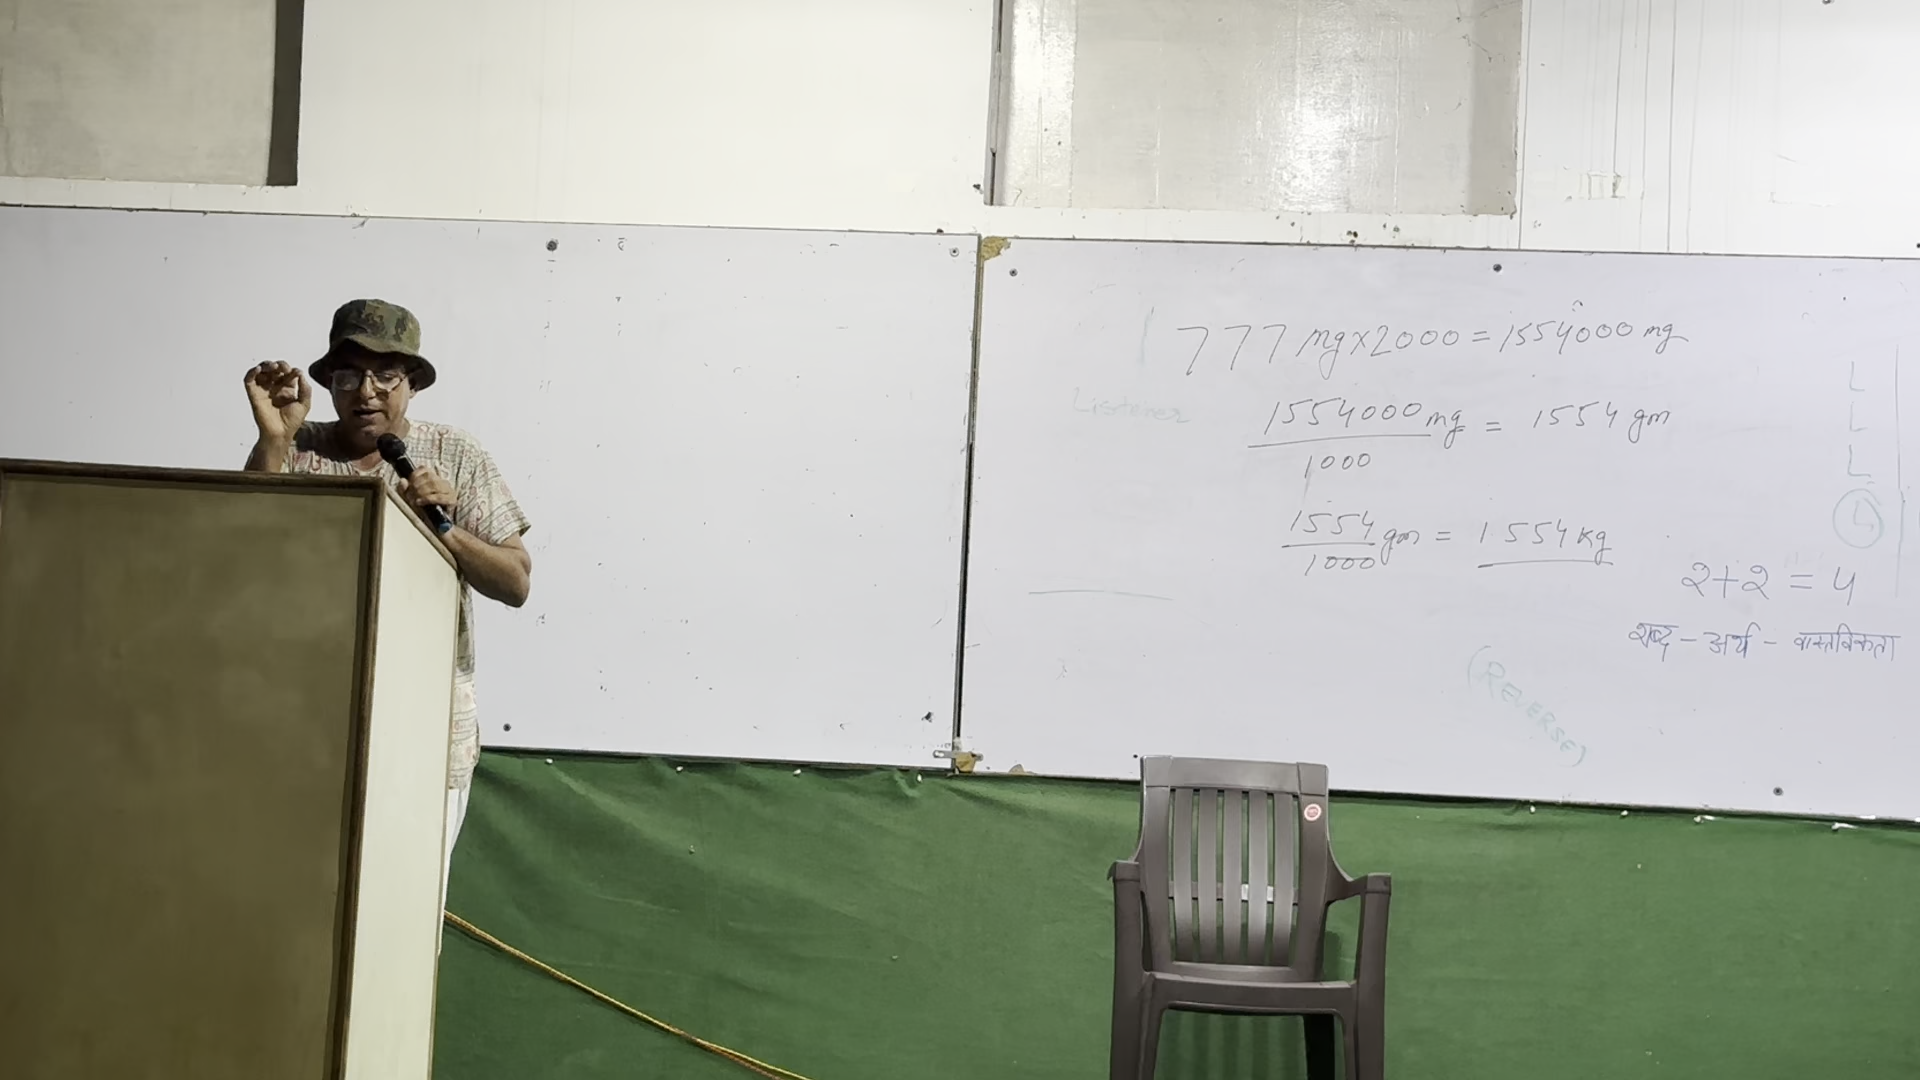 777 mg x 2000 = 1554000 mg
Listener
1554000 mg = 1554 gm
1000
1554 gm = 1 554 kg
1000
2+2 = 4
शब्द - अर्थ - वास्तविकता
(REVERSE)
L
L
L